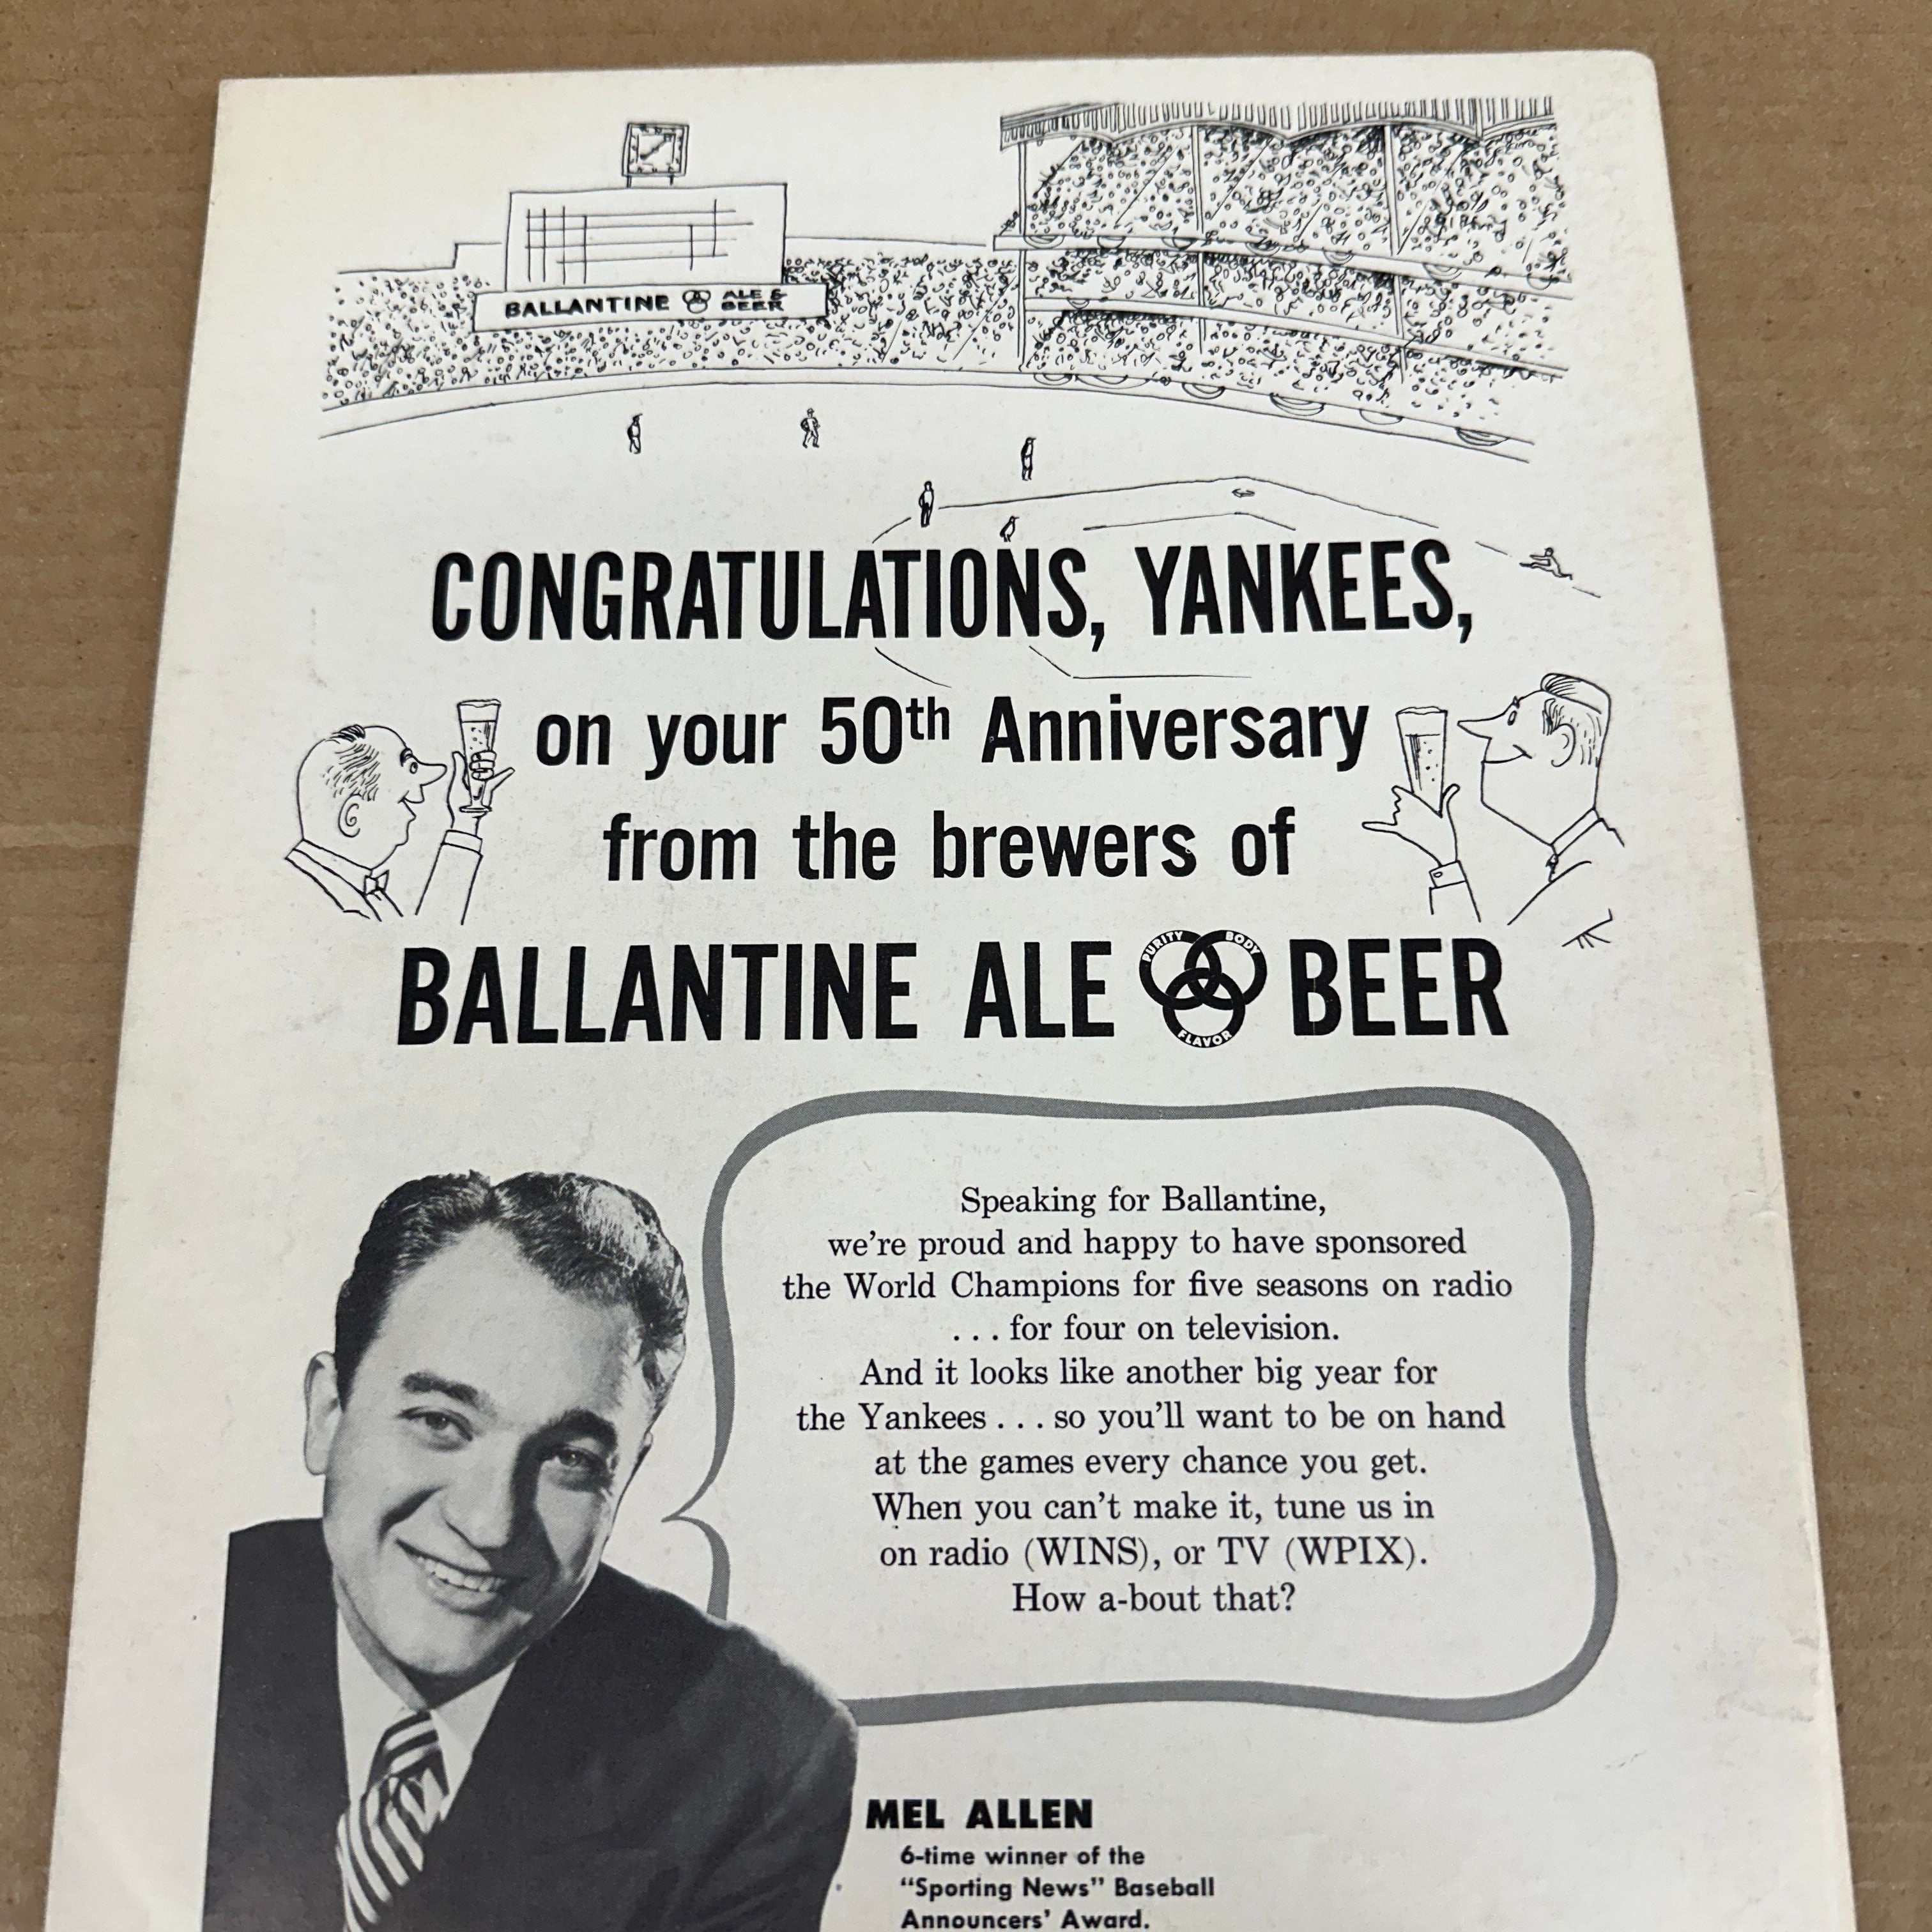 BALLANTINE ALE & BEER
CONGRATULATIONS, YANKEES,
on your 50th Anniversary
from the brewers of
BALLANTINE ALE PURITY BODY FLAVOR BEER
Speaking for Ballantine,
we're proud and happy to have sponsored
the World Champions for five seasons on radio
. . . for four on television.
And it looks like another big year for
the Yankees . . . so you'll want to be on hand
at the games every chance you get.
When you can't make it, tune us in
on radio (WINS), or TV (WPIX).
How a-bout that?
MEL ALLEN
6-time winner of the
"Sporting News" Baseball
Announcers' Award.